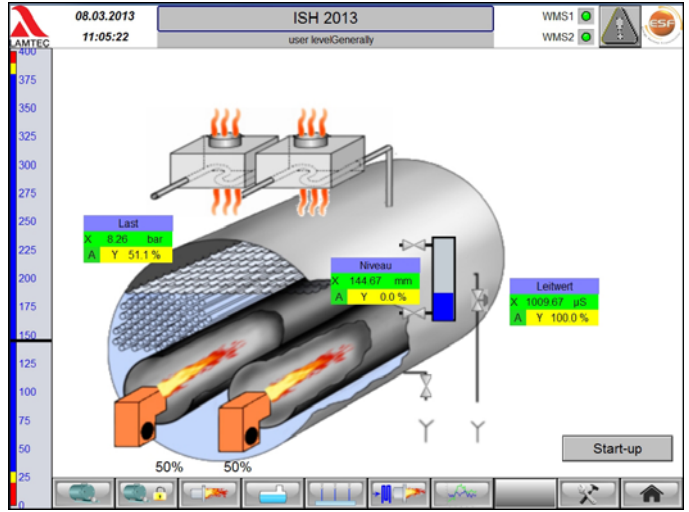 08.03.2013
ISH 2013
WMS1
LAMTEC
11:05:22
user levelGenerally
WMS2
ESF
400
375
350
325
300
275
250
225
200
175
150
125
100
75
50
25
0
Last
X 8.26 bar
A Y 51.1 %
Niveau
X 144.67 mm
A Y 0.0 %
Leitwert
X 1009.67 µS
A Y 100.0 %
50% 50%
Start-up